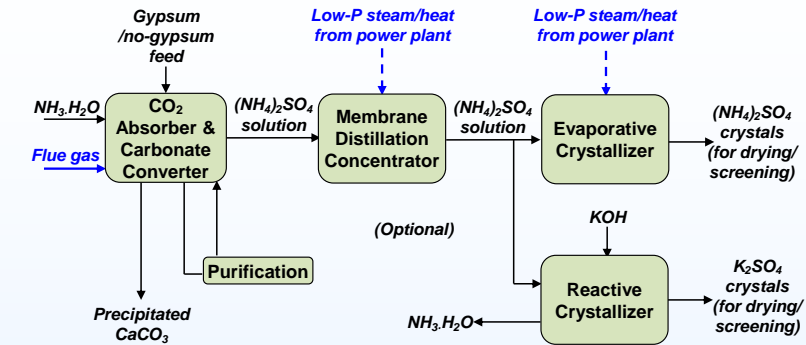 Gypsum
/no-gypsum
feed
Low-P steam/heat
from power plant
Low-P steam/heat
from power plant
NH₃.H₂O
Flue gas
CO₂
Absorber &
Carbonate
Converter
(NH₄)₂SO₄
solution
Membrane
Distillation
Concentrator
(NH₄)₂SO₄
solution
Evaporative
Crystallizer
(NH₄)₂SO₄
crystals
(for drying/
screening)
(Optional)
KOH
Purification
Reactive
Crystallizer
K₂SO₄
crystals
(for drying/
screening)
Precipitated
CaCO₃
NH₃.H₂O